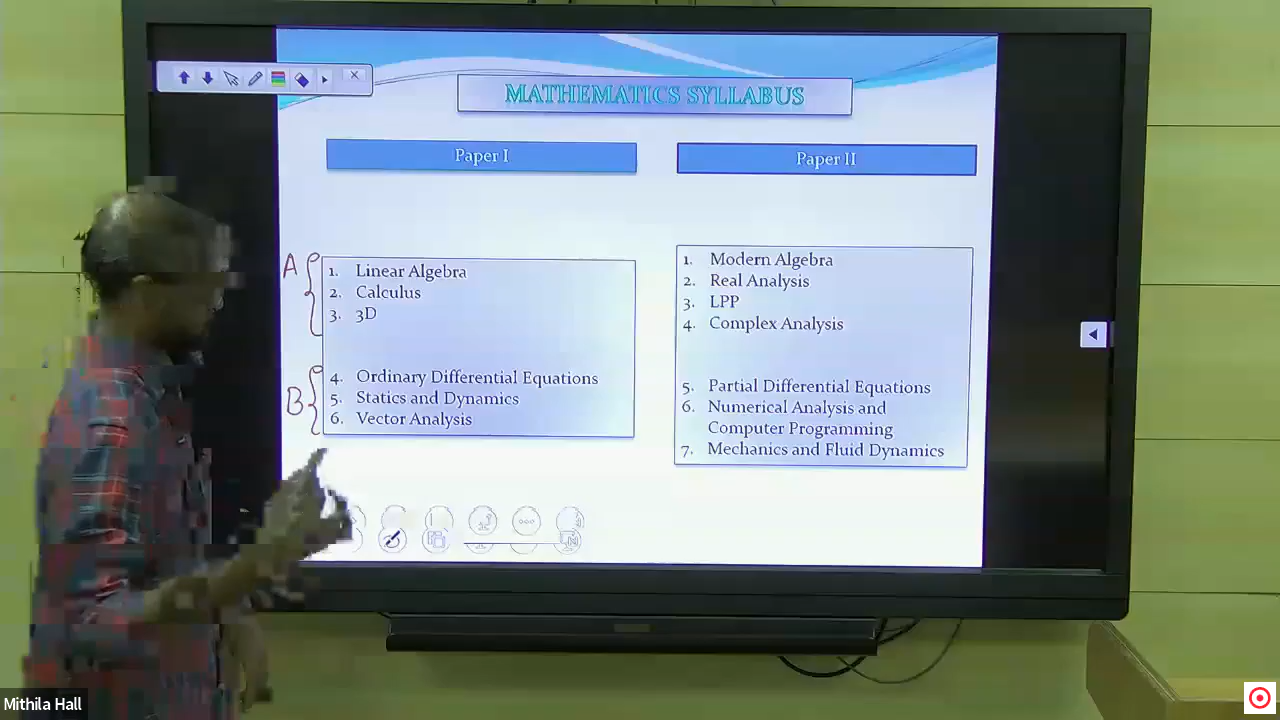 MATHEMATICS SYLLABUS
Paper I
A
1. Linear Algebra
2. Calculus
3. 3D
B
4. Ordinary Differential Equations
5. Statics and Dynamics
6. Vector Analysis
Paper II
1. Modern Algebra
2. Real Analysis
3. LPP
4. Complex Analysis
5. Partial Differential Equations
6. Numerical Analysis and
Computer Programming
7. Mechanics and Fluid Dynamics
Mithila Hall